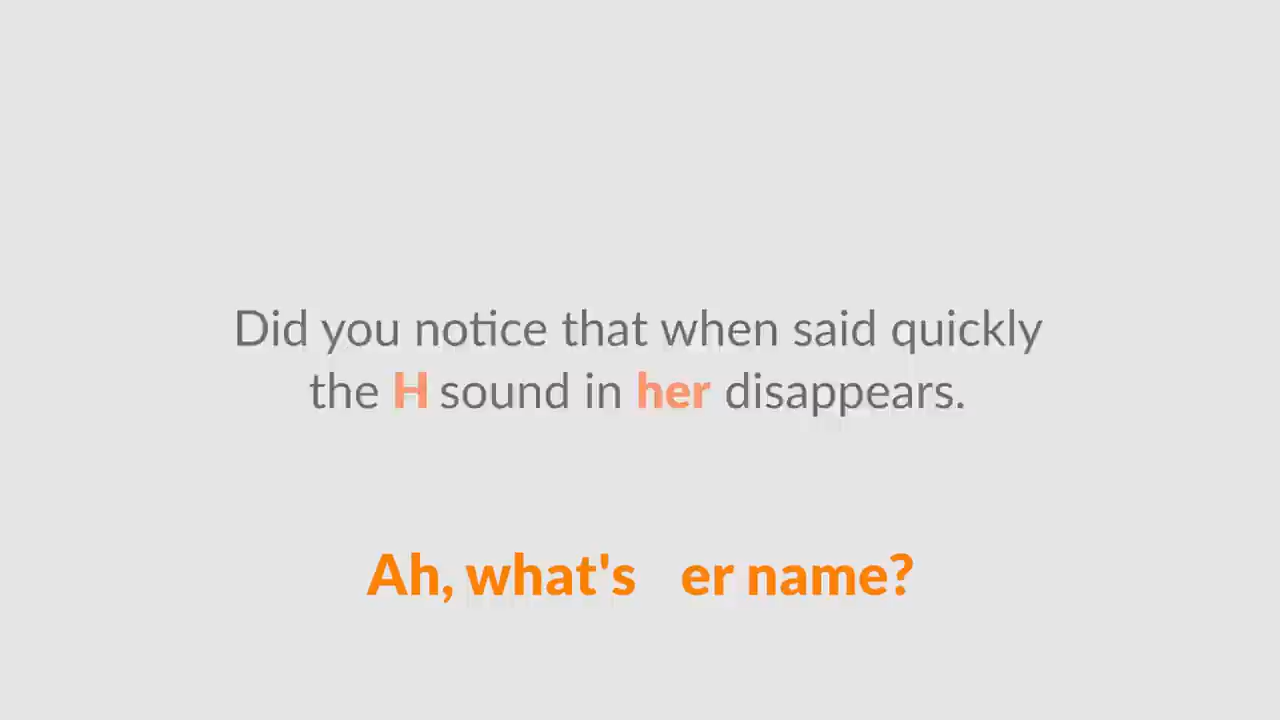 Did you notice that when said quickly
the H sound in her disappears.
Ah, what's er name?